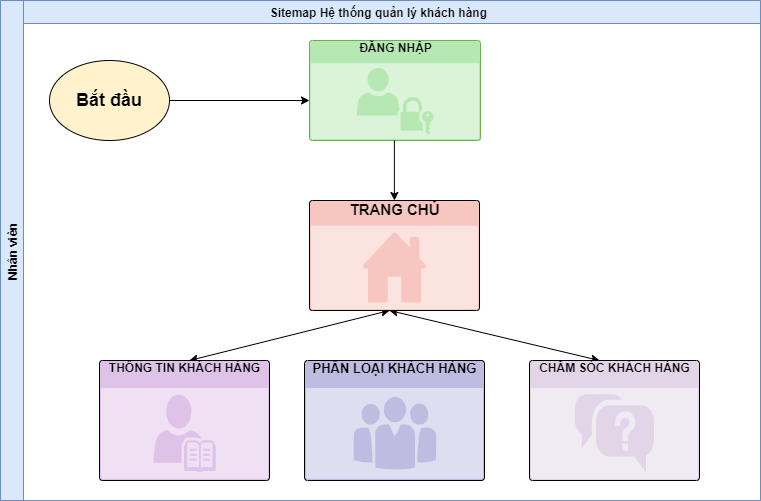 Sitemap Hệ thống quản lý khách hàng
Nhân viên
Bắt đầu
ĐĂNG NHẬP
TRANG CHỦ
THÔNG TIN KHÁCH HÀNG
PHÂN LOẠI KHÁCH HÀNG
CHĂM SÓC KHÁCH HÀNG